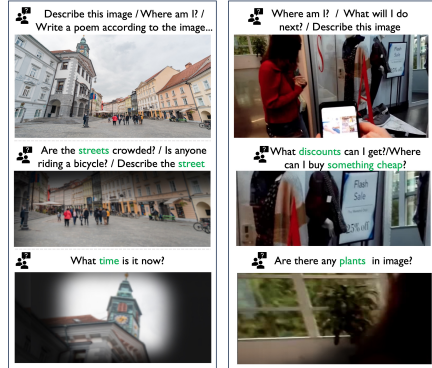 Describe this image / Where am I? /
Write a poem according to the image...
Are the streets crowded? / Is anyone
riding a bicycle? / Describe the street
What time is it now?
Where am I? / What will I do
next? / Describe this image
What discounts can I get?/Where
can I buy something cheap?
Flash
Sale
25% off
Are there any plants in image?